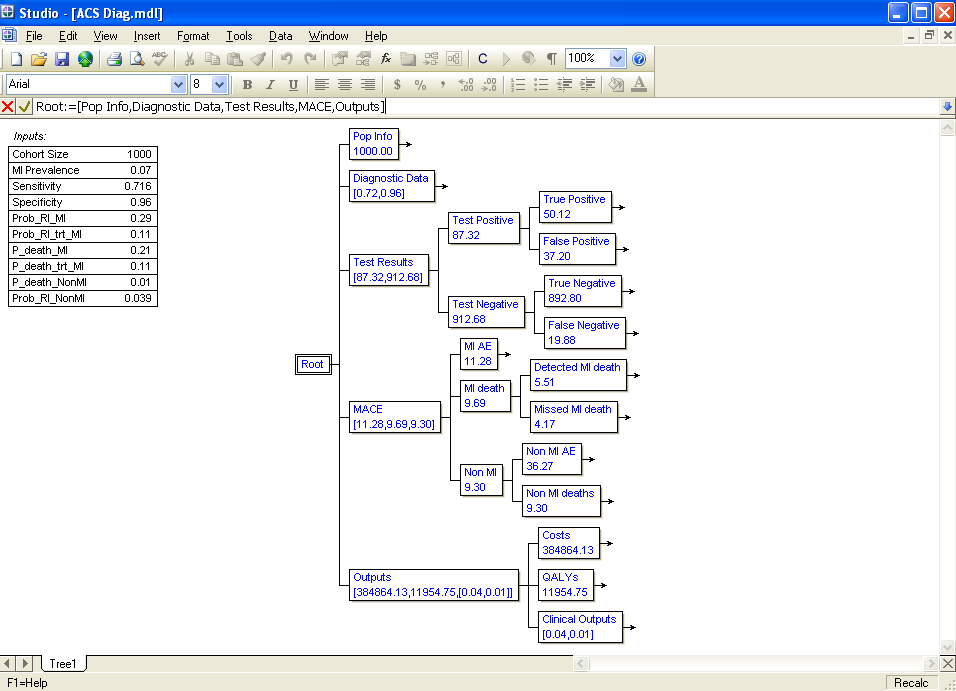 Studio - [ACS Diag.mdl]
File Edit View Insert Format Tools Data Window Help
ABC fx C ¶ 100% ?
Arial 8 B I U $ % , .00 .00 A
Root:=[Pop Info,Diagnostic Data,Test Results,MACE,Outputs]
Inputs:
Cohort Size 1000
MI Prevalence 0.07
Sensitivity 0.716
Specificity 0.96
Prob_RI_MI 0.29
Prob_RI_trt_MI 0.11
P_death_MI 0.21
P_death_trt_MI 0.11
P_death_NonMI 0.01
Prob_RI_NonMI 0.039
Root
Pop Info
1000.00
Diagnostic Data
[0.72,0.96]
Test Results
[87.32,912.68]
Test Positive
87.32
True Positive
50.12
False Positive
37.20
Test Negative
912.68
True Negative
892.80
False Negative
19.88
MACE
[11.28,9.69,9.30]
MI AE
11.28
MI death
9.69
Detected MI death
5.51
Missed MI death
4.17
Non MI
9.30
Non MI AE
36.27
Non MI deaths
9.30
Outputs
[384864.13,11954.75,[0.04,0.01]]
Costs
384864.13
QALYs
11954.75
Clinical Outputs
[0.04,0.01]
Tree1
F1=Help Recalc